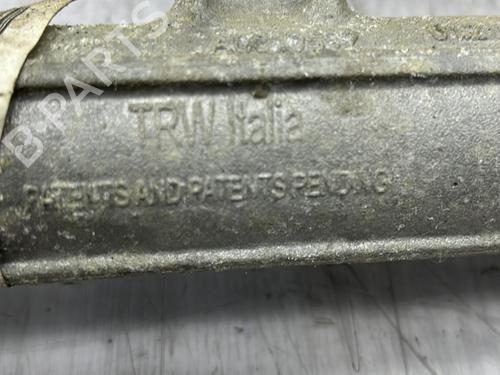 TRW Italia
PATENTS AND PATENTS PENDING
B-PARTS